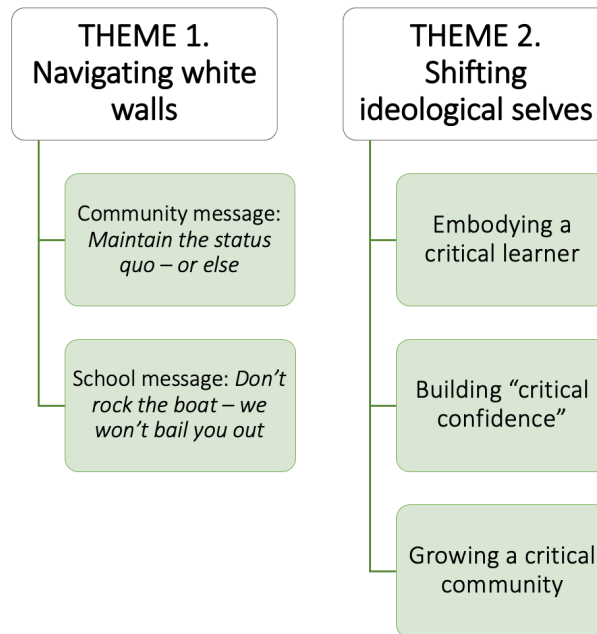 THEME 1.
Navigating white
walls
Community message:
Maintain the status
quo – or else
School message: Don't
rock the boat – we
won't bail you out
THEME 2.
Shifting
ideological selves
Embodying a
critical learner
Building “critical
confidence”
Growing a critical
community